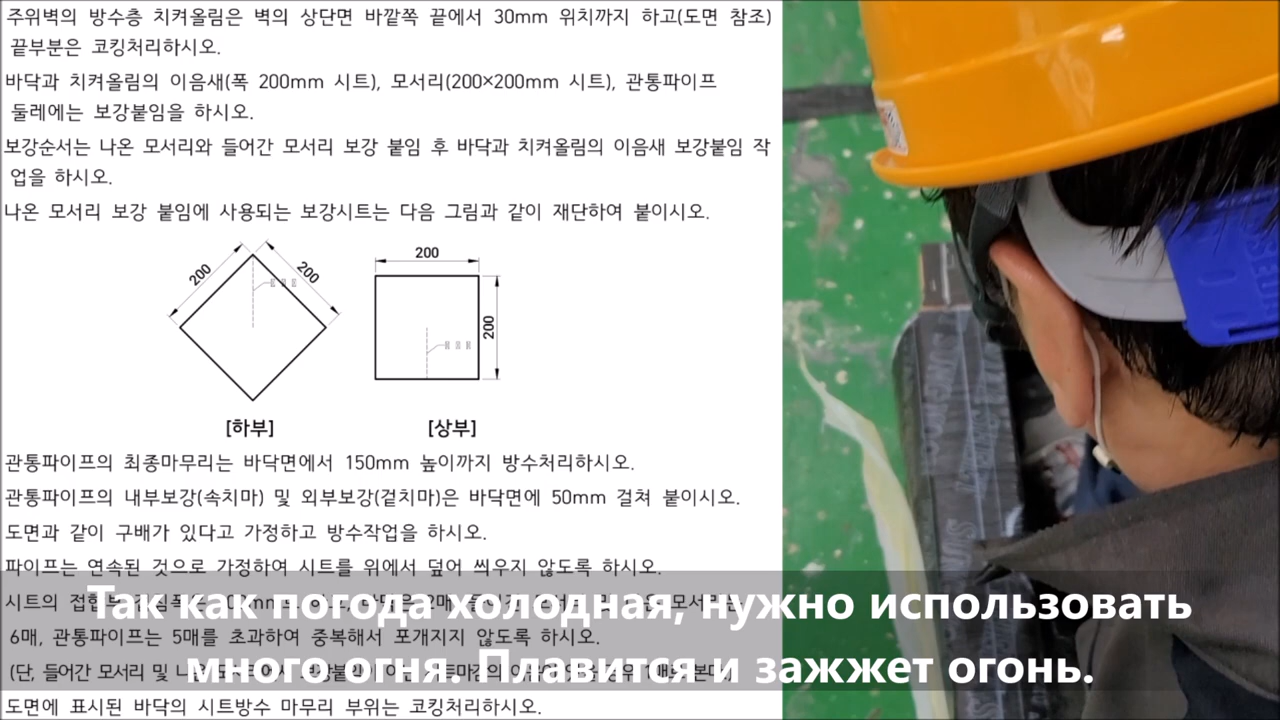 주위벽의 방수층 치켜올림은 벽의 상단면 바깥쪽 끝에서 30mm 위치까지 하고(도면 참조)
끝부분은 코킹처리하시오.
바닥과 치켜올림의 이음새(폭 200mm 시트), 모서리(200×200mm 시트), 관통파이프
둘레에는 보강붙임을 하시오.
보강순서는 나온 모서리와 들어간 모서리 보강 붙임 후 바닥과 치켜올림의 이음새 보강붙임 작
업을 하시오.
나온 모서리 보강 붙임에 사용되는 보강시트는 다음 그림과 같이 재단하여 붙이시오.
200 200
200
200
[하부] [상부]
관통파이프의 최종마무리는 바닥면에서 150mm 높이까지 방수처리하시오.
관통파이프의 내부보강(속치마) 및 외부보강(겉치마)은 바닥면에 50mm 걸쳐 붙이시오.
도면과 같이 구배가 있다고 가정하고 방수작업을 하시오.
파이프는 연속된 것으로 가정하여 시트를 위에서 덮어 씌우지 않도록 하시오.
시트의
Так как погода холодная, нужно использовать
6매, 관통파이프는 5매를 초과하여 중복해서 포개지지 않도록 하시오.
(단, 들어간 모서리 및
много огня. Плавится и зажжет огонь.
도면에 표시된 바닥의 시트방수 마무리 부위는 코킹처리하시오.